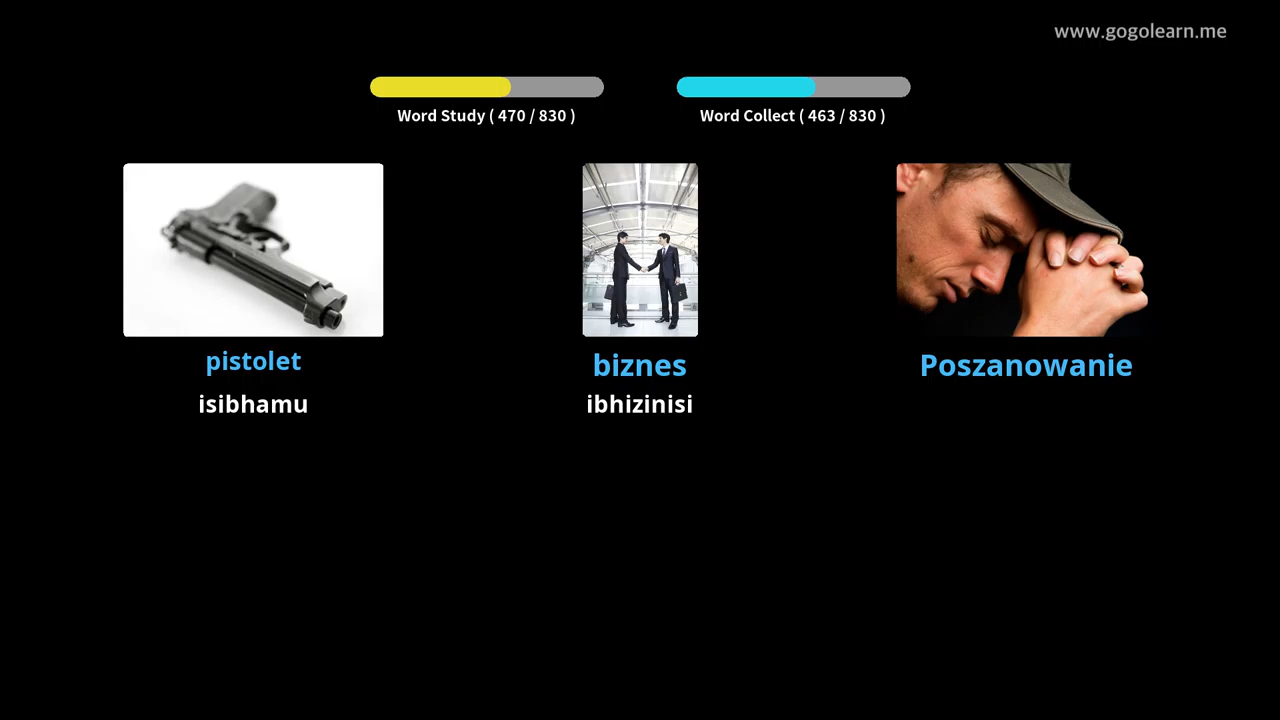 www.gogolearn.me
Word Study ( 470 / 830 )
Word Collect ( 463 / 830 )
pistolet
isibhamu
biznes
ibhizinisi
Poszanowanie